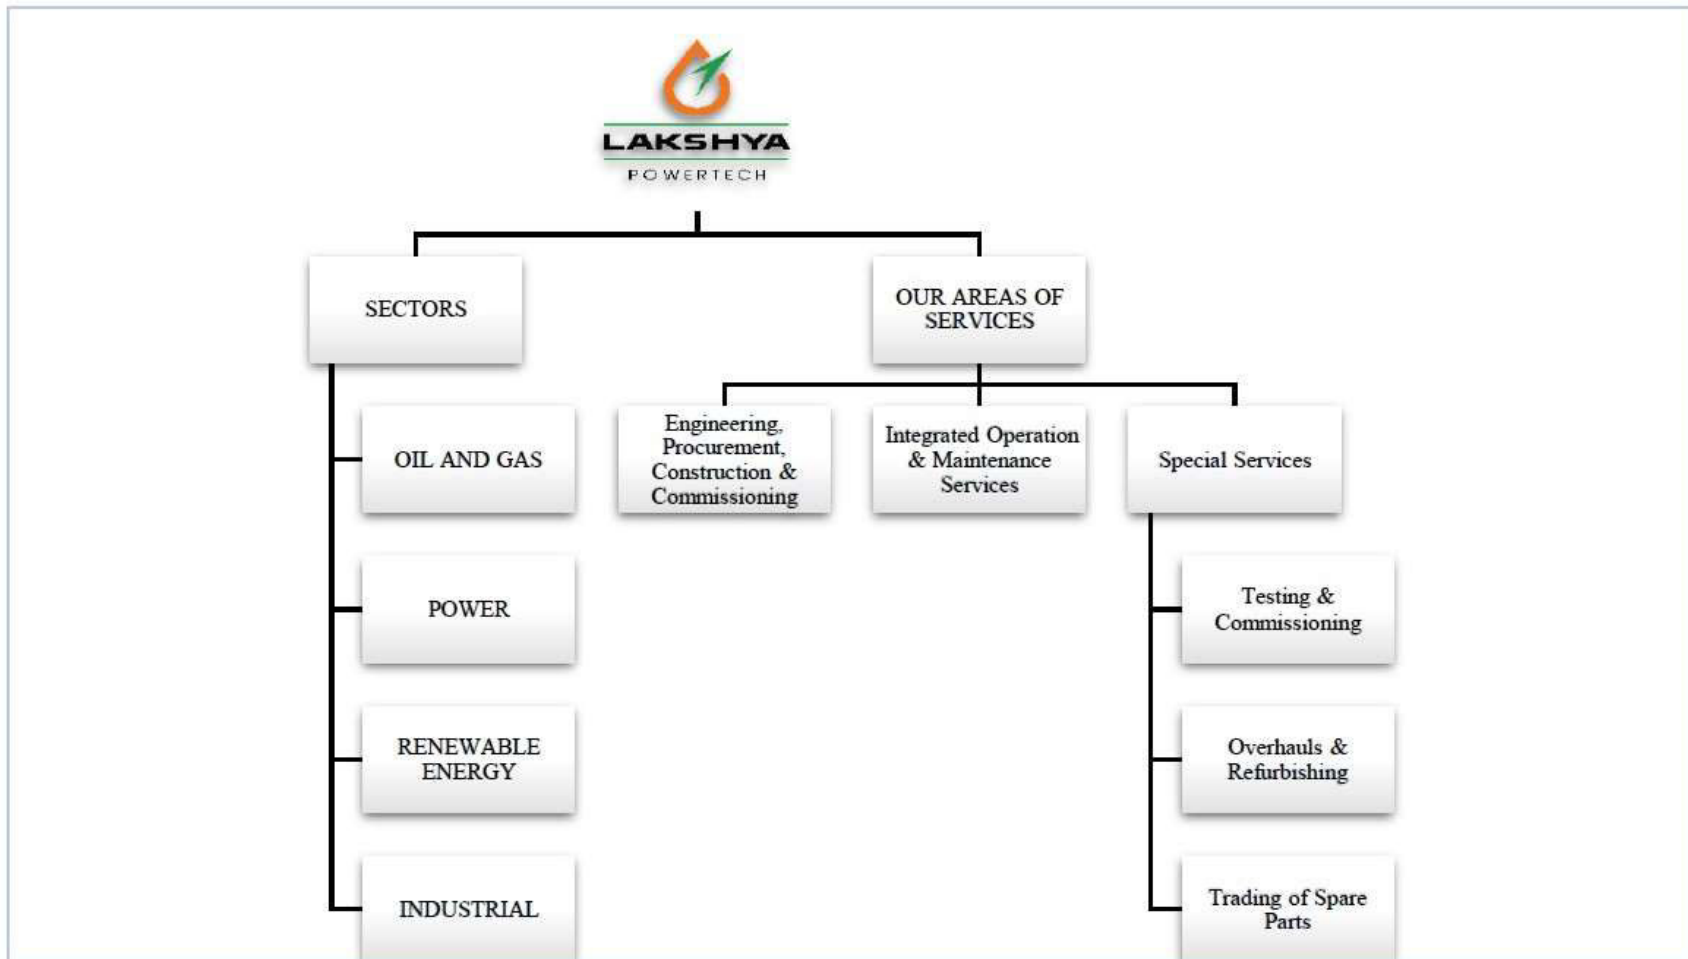 LAKSHYA
POWERTECH
SECTORS
OUR AREAS OF
SERVICES
OIL AND GAS
Engineering,
Procurement,
Construction &
Commissioning
Integrated Operation
& Maintenance
Services
Special Services
POWER
Testing &
Commissioning
RENEWABLE
ENERGY
Overhauls &
Refurbishing
INDUSTRIAL
Trading of Spare
Parts